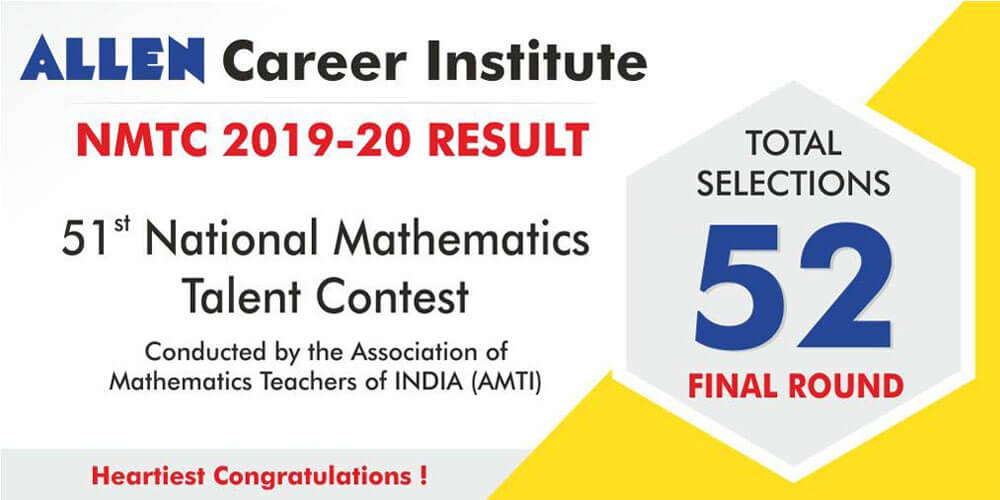 ALLEN Career Institute
NMTC 2019-20 RESULT
51st National Mathematics
Talent Contest
Conducted by the Association of
Mathematics Teachers of INDIA (AMTI)
Heartiest Congratulations !
TOTAL
SELECTIONS
52
FINAL ROUND